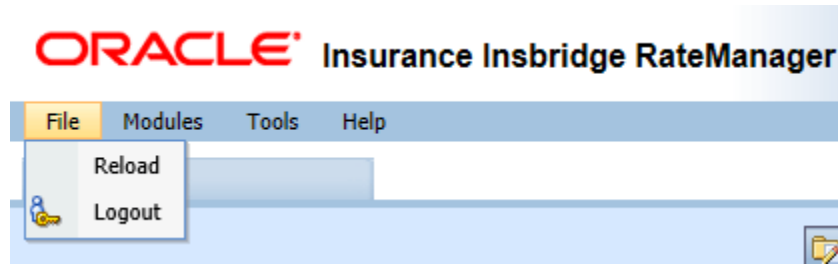 ORACLE® Insurance Insbridge RateManager
File Modules Tools Help
Reload
Logout